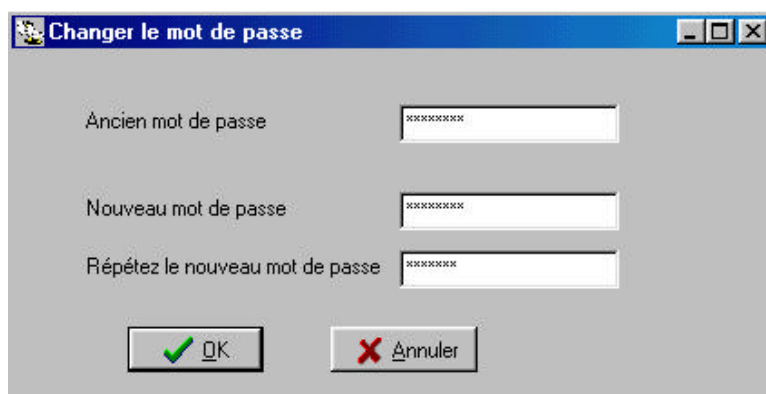 Changer le mot de passe
Ancien mot de passe ********
Nouveau mot de passe ********
Répétez le nouveau mot de passe *******
OK Annuler